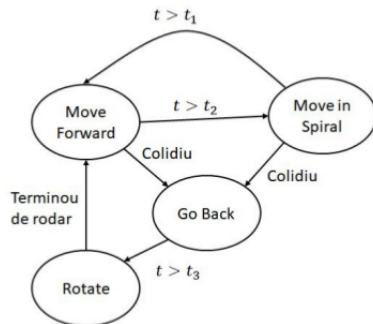 t > t₁
Move
Forward
t > t₂
Move in
Spiral
Colidiu
Colidiu
Terminou
de rodar
Go Back
t > t₃
Rotate